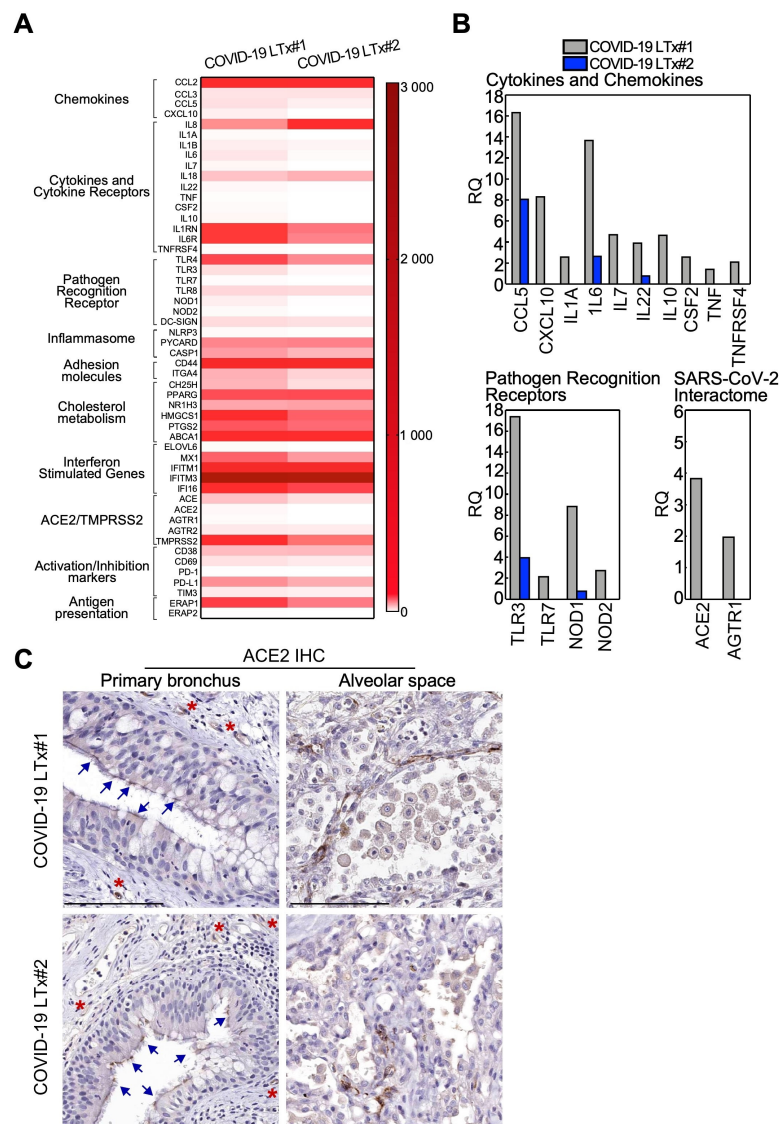 A
COVID-19 LTx#1
COVID-19 LTx#2
Chemokines
CCL2
CCL3
CCL5
CXCL10
Cytokines and
Cytokine Receptors
IL8
IL1A
IL1B
IL6
IL7
IL18
IL22
TNF
CSF2
IL10
IL1RN
IL6R
TNFRSF4
Pathogen
Recognition
Receptor
TLR4
TLR3
TLR7
TLR8
NOD1
NOD2
DC-SIGN
Inflammasome
NLRP3
PYCARD
CASP1
Adhesion
molecules
CD44
ITGA4
Cholesterol
metabolism
CH25H
PPARG
NR1H3
HMGCS1
PTGS2
ABCA1
Interferon
Stimulated Genes
ELOVL6
MX1
IFITM1
IFITM3
IFI16
ACE2/TMPRSS2
ACE
ACE2
AGTR1
AGTR2
TMPRSS2
Activation/Inhibition
markers
CD38
CD69
PD-1
PD-L1
TIM3
Antigen
presentation
ERAP1
ERAP2
3 000
2 000
1 000
0
B
COVID-19 LTx#1
COVID-19 LTx#2
Cytokines and Chemokines
RQ
18
16
14
12
10
8
6
4
2
0
CCL5
CXCL10
IL1A
1L6
IL7
IL22
IL10
CSF2
TNF
TNFRSF4
Pathogen Recognition
Receptors
RQ
18
16
14
12
10
8
6
4
2
0
TLR3
TLR7
NOD1
NOD2
SARS-CoV-2
Interactome
RQ
6
5
4
3
2
1
0
ACE2
AGTR1
C
ACE2 IHC
Primary bronchus
Alveolar space
COVID-19 LTx#1
COVID-19 LTx#2